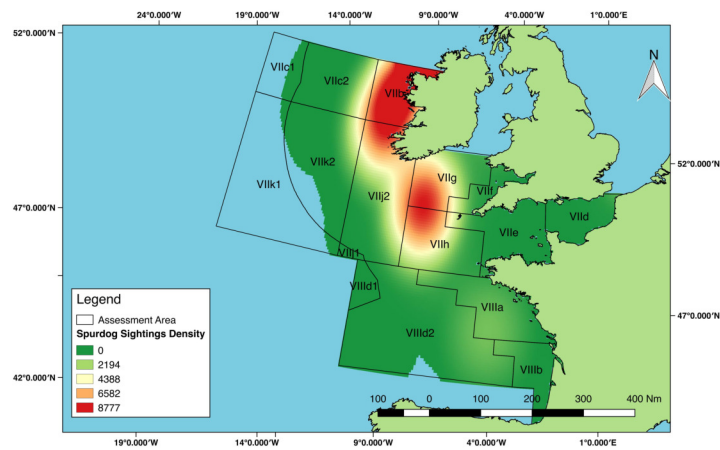 24°0.000'W 19°0.000'W 14°0.000'W 9°0.000'W 4°0.000'W 1°0.000'E
52°0.000'N
N
VIIc1
VIIc2
VIIb
52°0.000'N
VIIk2
VIIg
VIIk1
VIIj2
VIIf
47°0.000'N
VIId
VIIe
VIIh
VIIj1
VIIId1
Legend
Assessment Area
Spurdog Sightings Density
0
2194
4388
6582
8777
VIIIa
47°0.000'N
VIIId2
VIIIb
42°0.000'N
100 0 100 200 300 400 Nm
19°0.000'W 14°0.000'W 9°0.000'W 4°0.000'W 1°0.000'E